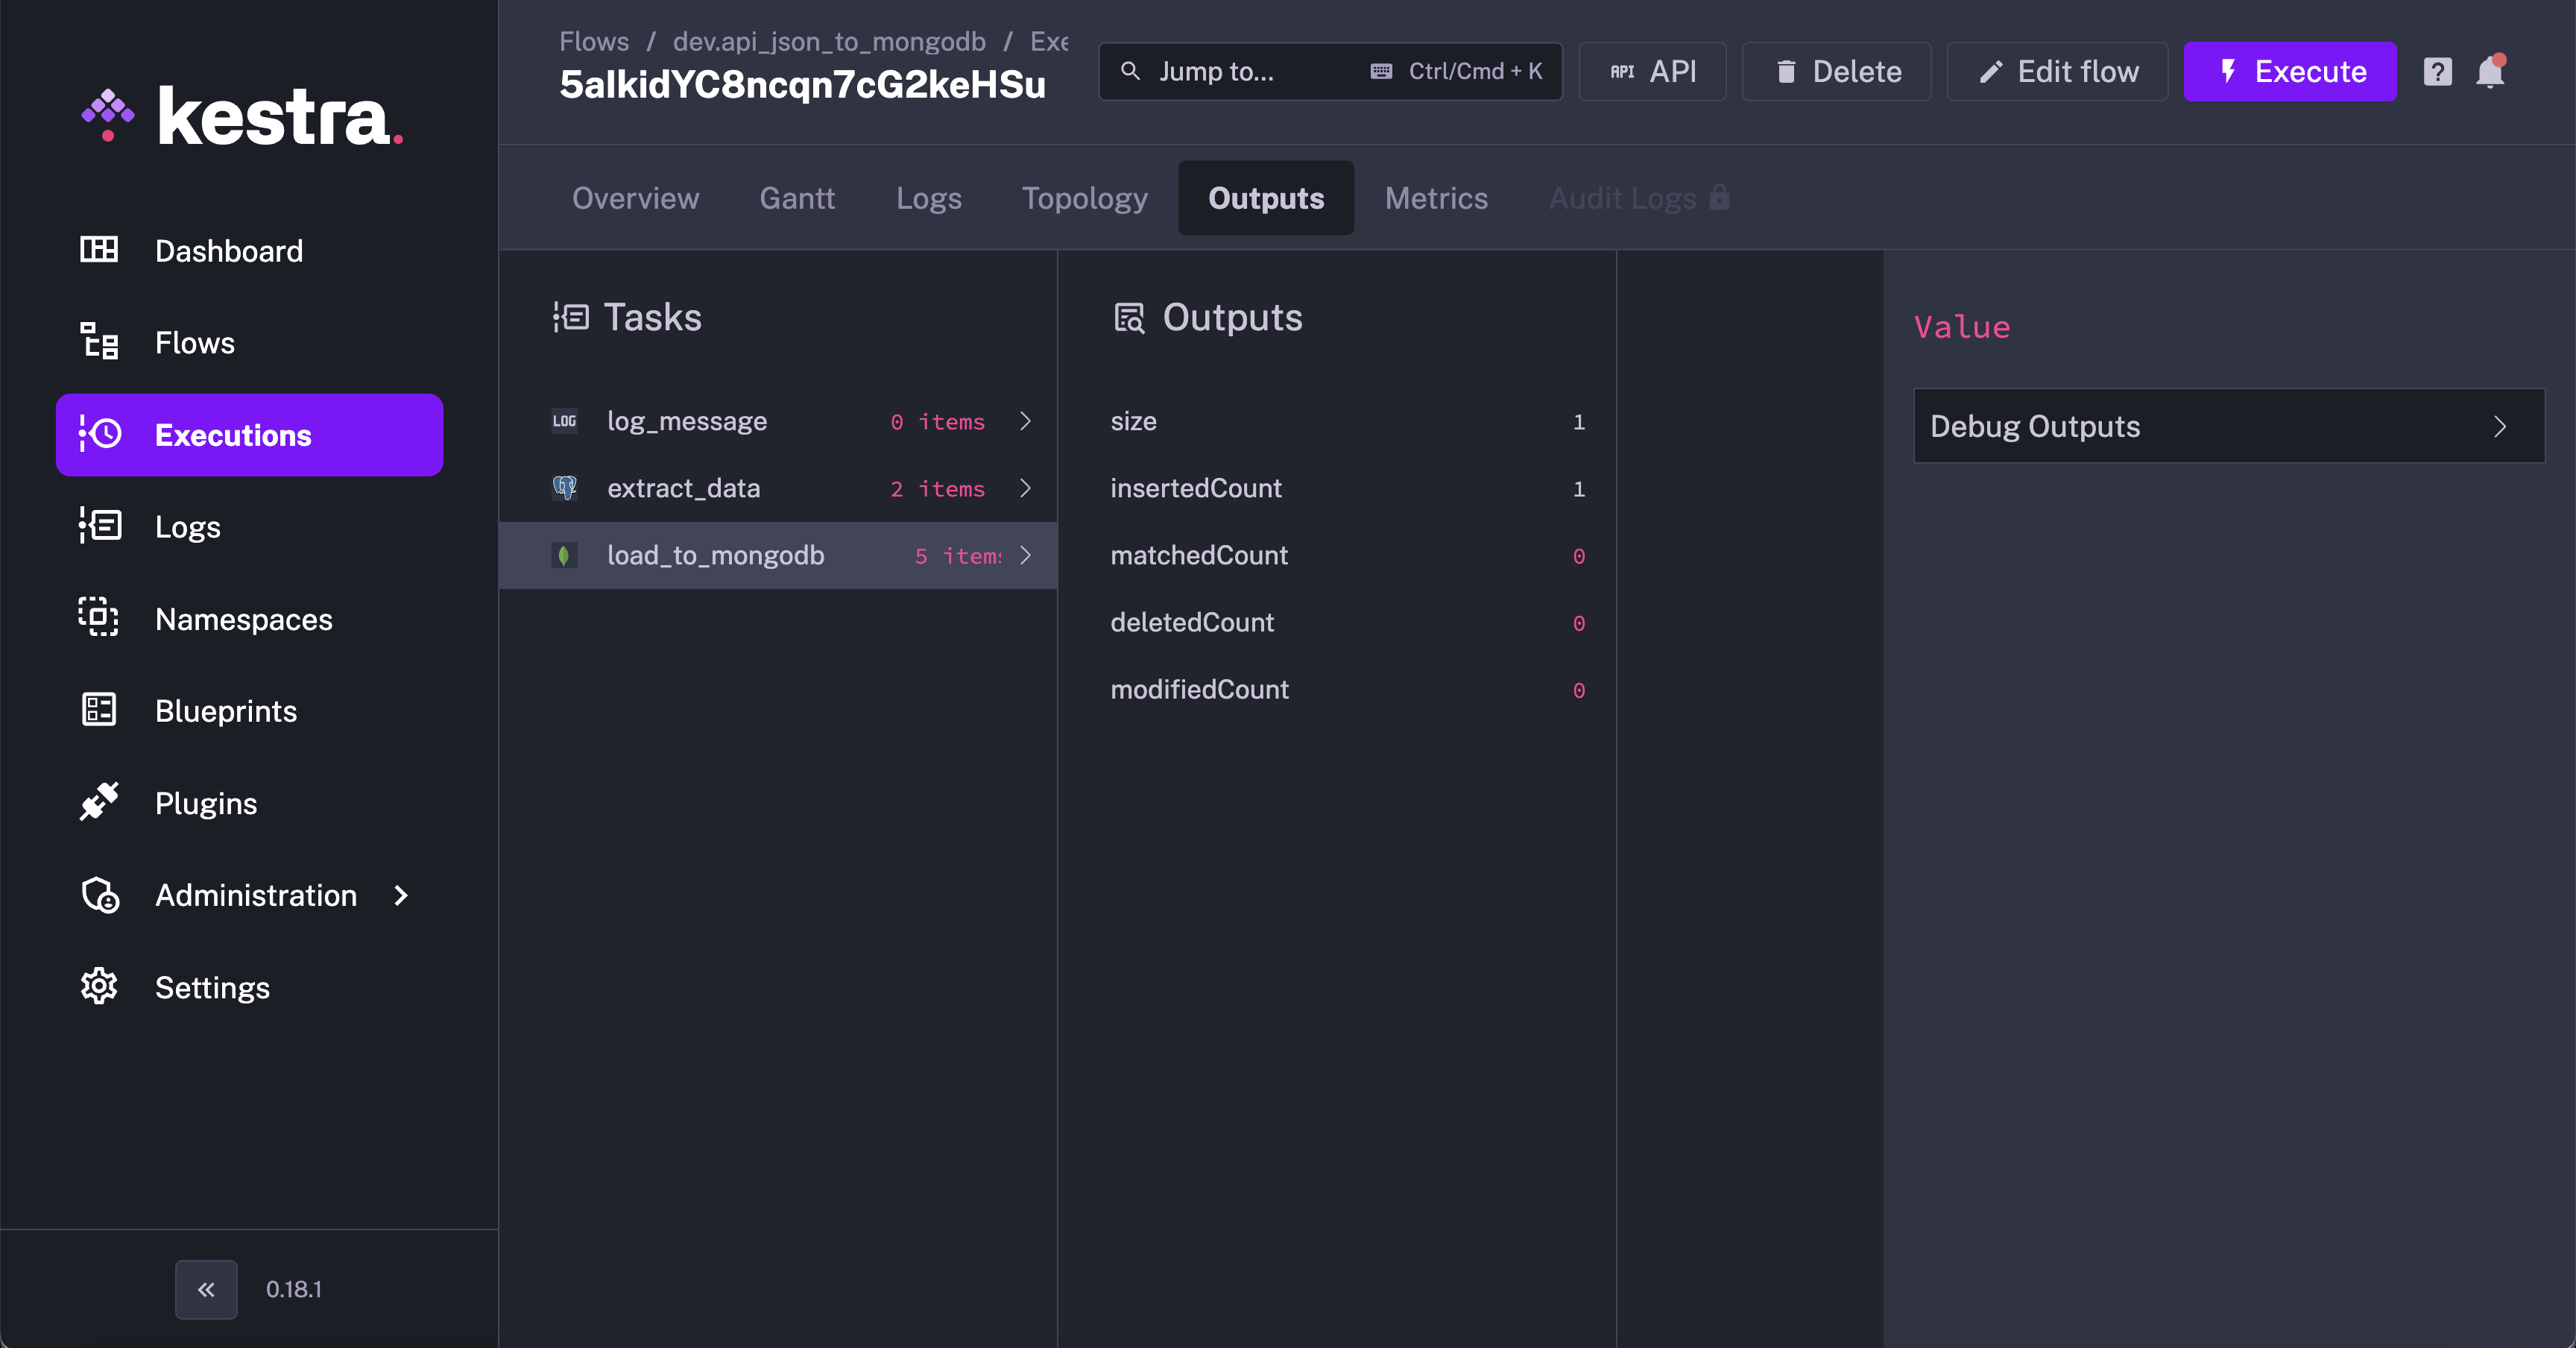 kestra.
Dashboard
Flows
Executions
Logs
Namespaces
Blueprints
Plugins
Administration
Settings
0.18.1
Flows / dev.api_json_to_mongodb / Exe
5aIkidYC8ncqn7cG2keHSu
Jump to... Ctrl/Cmd + K
API API
Delete
Edit flow
Execute
Overview Gantt Logs Topology Outputs Metrics Audit Logs
Tasks
LOG log_message 0 items
extract_data 2 items
load_to_mongodb 5 items
Outputs
size 1
insertedCount 1
matchedCount 0
deletedCount 0
modifiedCount 0
Value
Debug Outputs